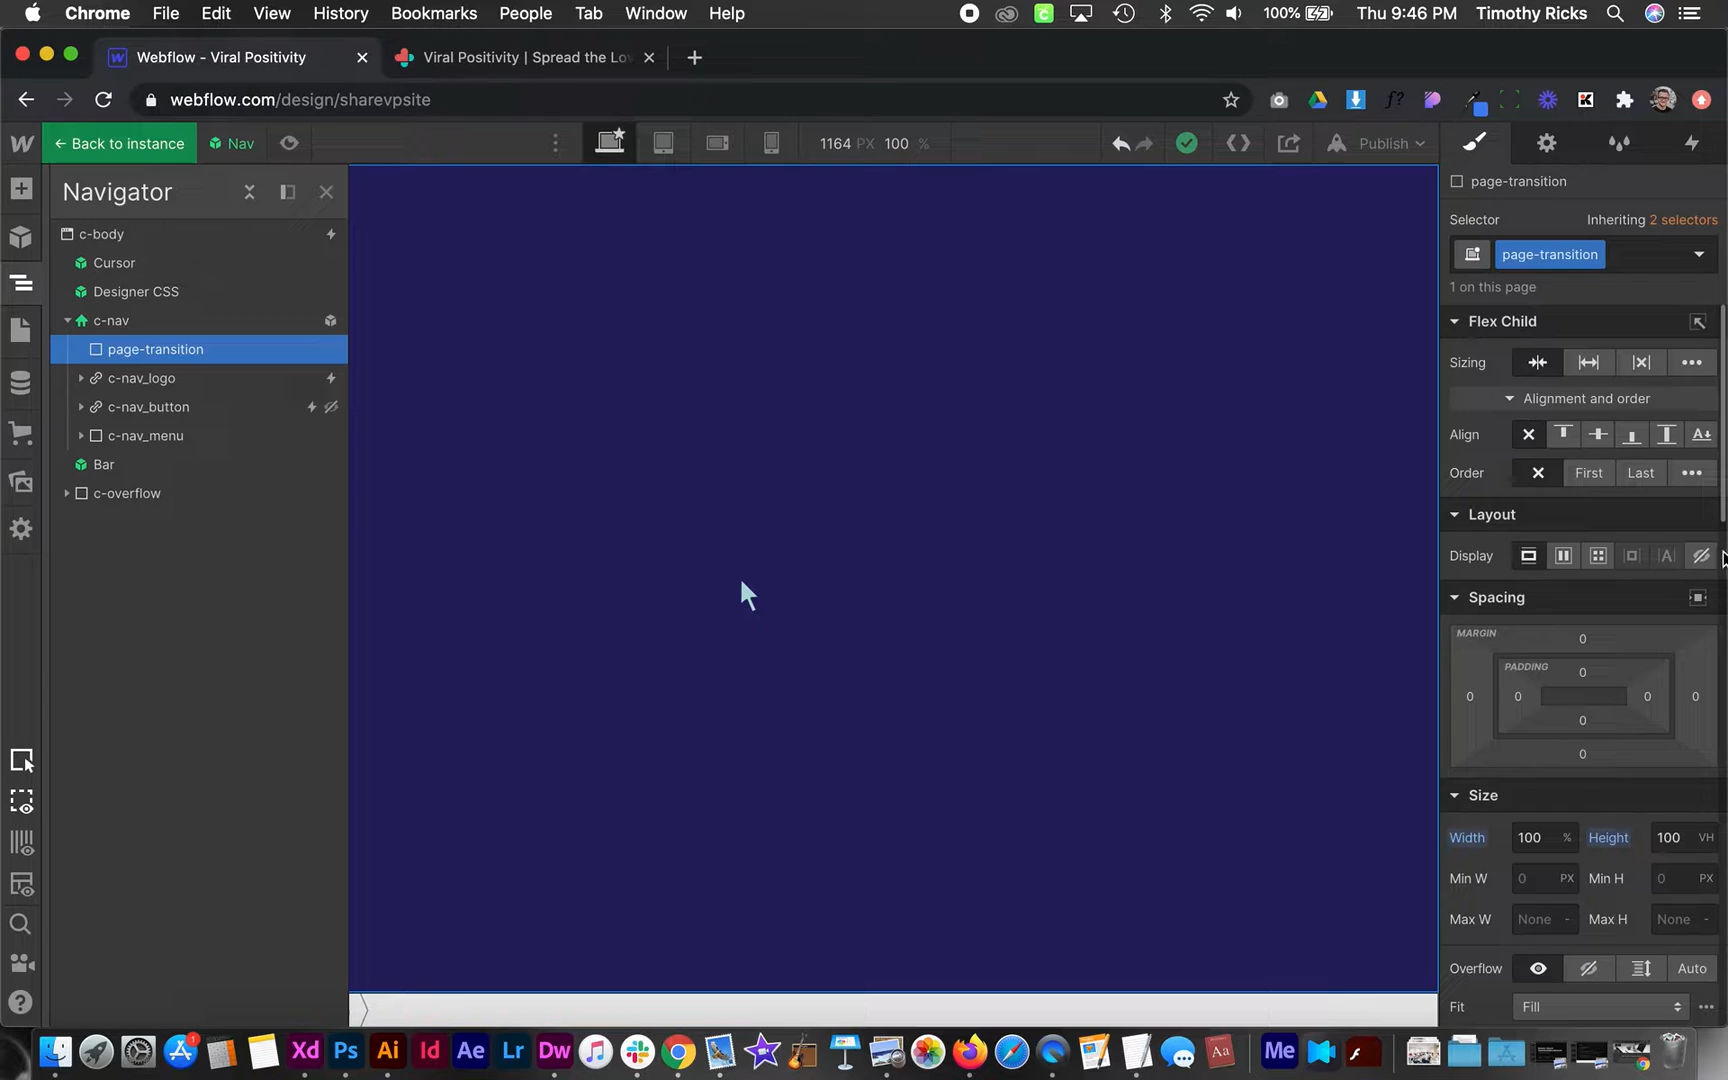 Chrome File Edit View History Bookmarks People Tab Window Help 100% Thu 9:46 PM Timothy Ricks
Webflow - Viral Positivity
Viral Positivity | Spread the Lo
webflow.com/design/sharevpsite
Back to instance
Nav
1164 PX 100 %
Publish
Navigator
c-body
Cursor
Designer CSS
c-nav
page-transition
c-nav_logo
c-nav_button
c-nav_menu
Bar
c-overflow
page-transition
Selector Inheriting 2 selectors
page-transition
1 on this page
Flex Child
Sizing
Alignment and order
Align
Order First Last
Layout
Display
Spacing
MARGIN
0
PADDING
0
0 0 0 0
0
0
Size
Width 100 % Height 100 VH
Min W 0 PX Min H 0 PX
Max W None - Max H None -
Overflow Auto
Fit Fill
1
Xd Ps Ai Id Ae Lr Dw Aa Me